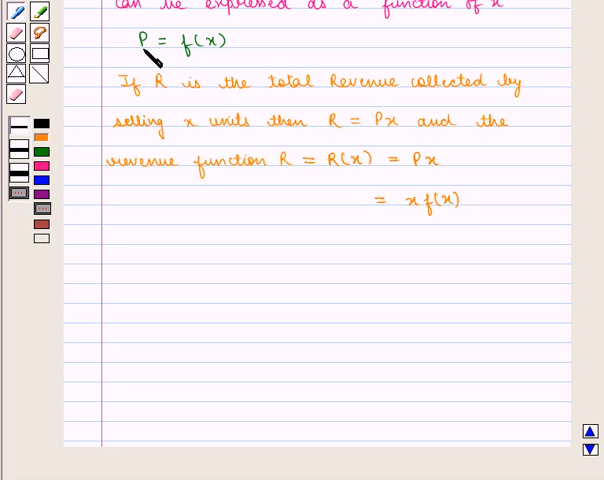 can be expressed as a function of x
P = f(x)
If R is the total Revenue collected by
selling x units then R = Px and the
revenue function R = R(x) = Px
= x f(x)